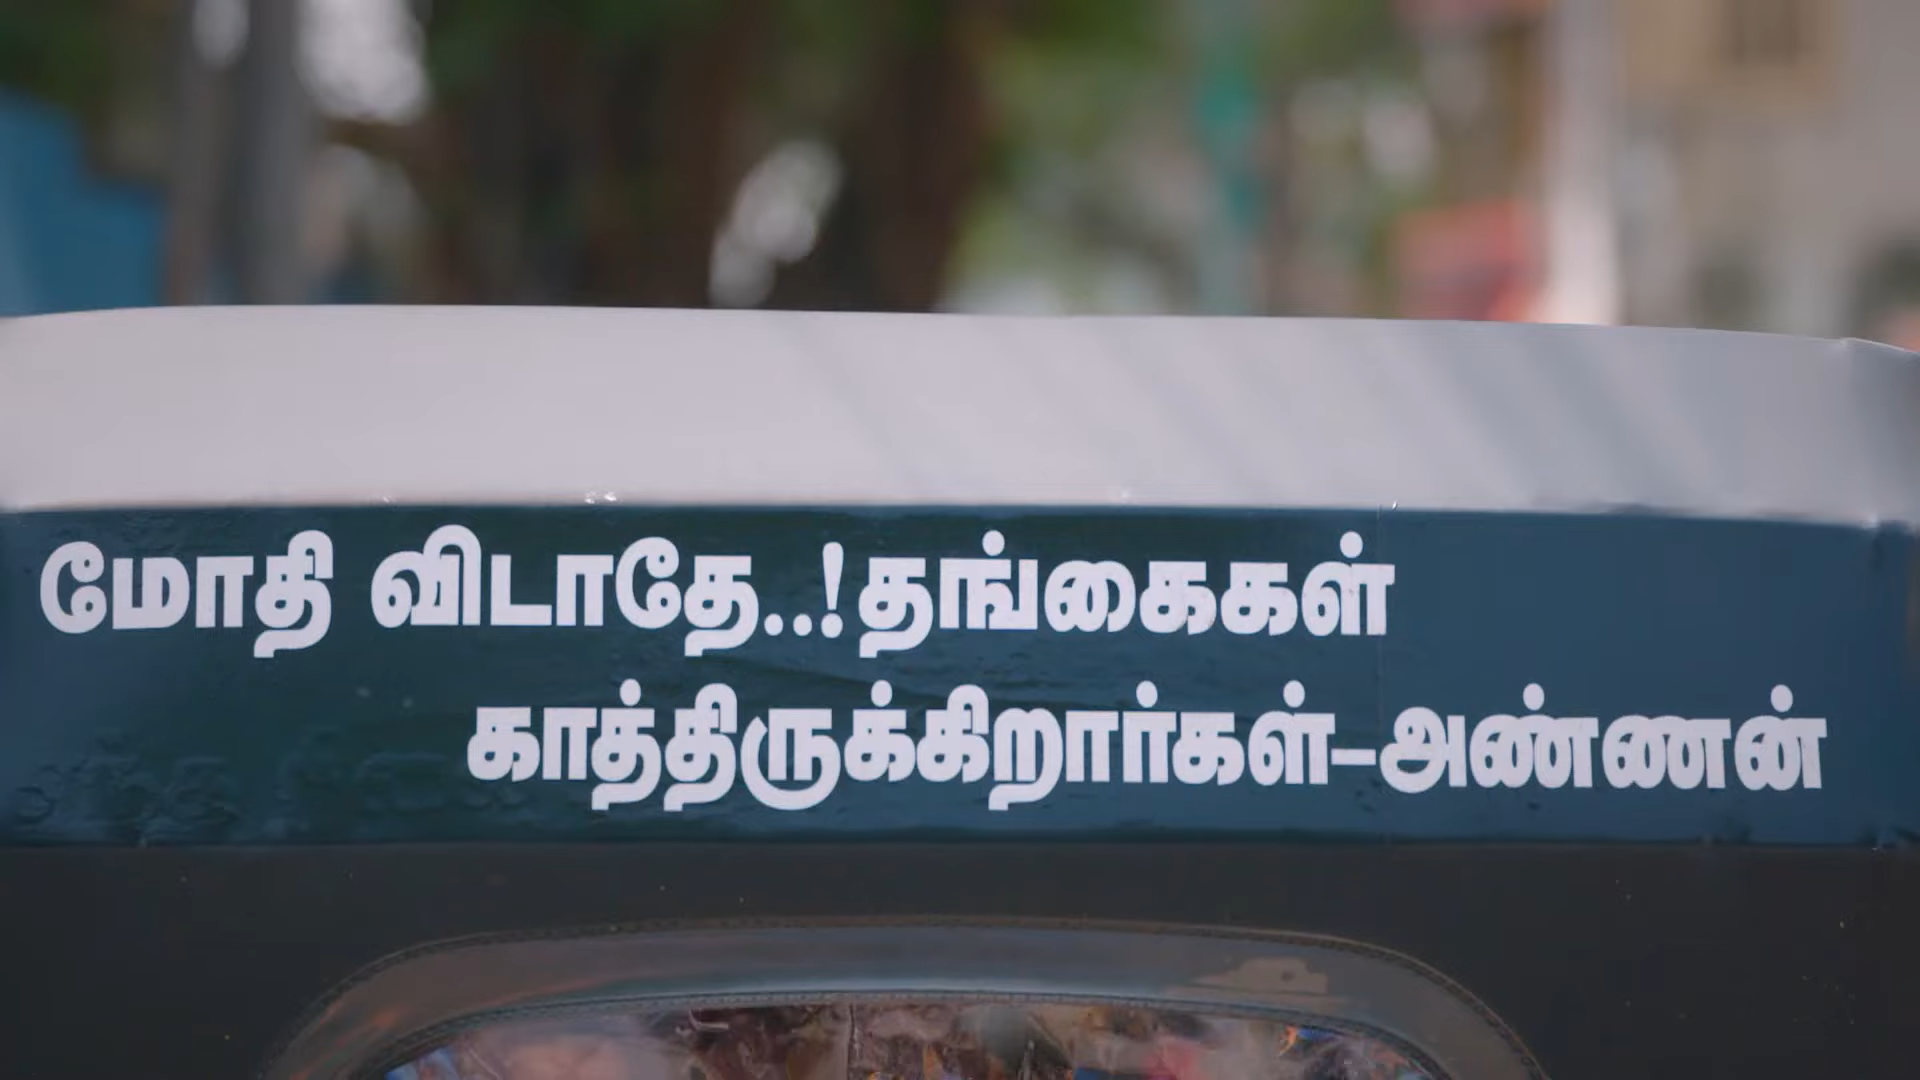 மோதி விடாதே..!தங்கைகள்
காத்திருக்கிறார்கள்-அண்ணன்